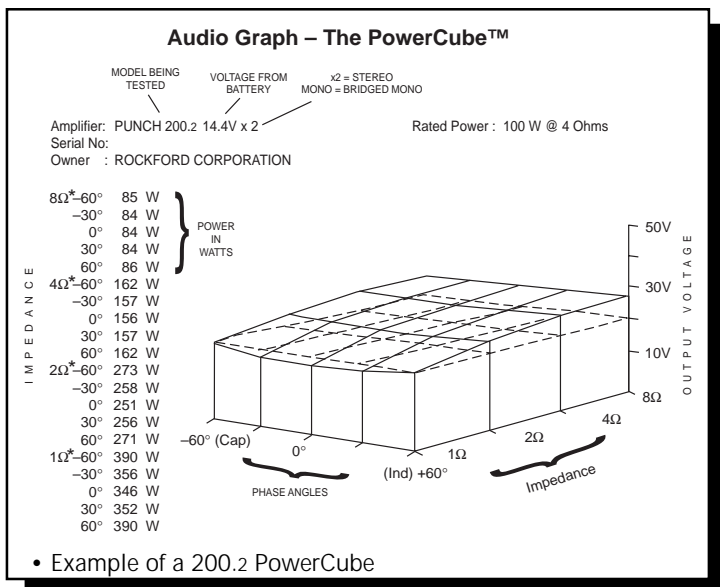 Audio Graph – The PowerCube™
MODEL BEING
TESTED
VOLTAGE FROM
BATTERY
x2 = STEREO
MONO = BRIDGED MONO
Amplifier: PUNCH 200.2 14.4V x 2
Rated Power : 100 W @ 4 Ohms
Serial No:
Owner : ROCKFORD CORPORATION
IMPEDANCE
8Ω*–60° 85 W
–30° 84 W
0° 84 W
30° 84 W
60° 86 W
4Ω*–60° 162 W
–30° 157 W
0° 156 W
30° 157 W
60° 162 W
2Ω*–60° 273 W
–30° 258 W
0° 251 W
30° 256 W
60° 271 W
1Ω*–60° 390 W
–30° 356 W
0° 346 W
30° 352 W
60° 390 W
POWER
IN
WATTS
50V
30V
10V
OUTPUT VOLTAGE
8Ω
4Ω
2Ω
1Ω
Impedance
–60° (Cap)
0°
(Ind) +60°
PHASE ANGLES
• Example of a 200.2 PowerCube